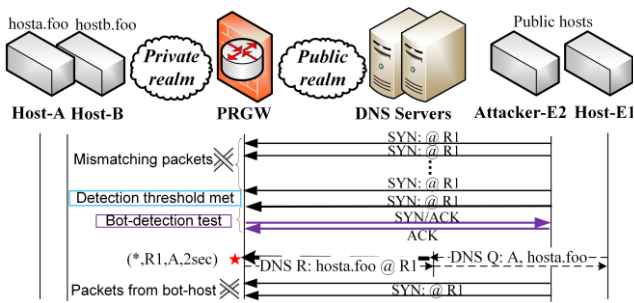 hosta.foo hostb.foo
Public hosts
Private realm
Public realm
Host-A Host-B PRGW DNS Servers Attacker-E2 Host-E1
SYN: @ R1
Mismatching packets
SYN: @ R1
SYN: @ R1
Detection threshold met
SYN: @ R1
Bot-detection test
SYN/ACK
ACK
(*,R1,A,2sec)
DNS Q: A, hosta.foo
DNS R: hosta.foo @ R1
Packets from bot-host
SYN: @ R1